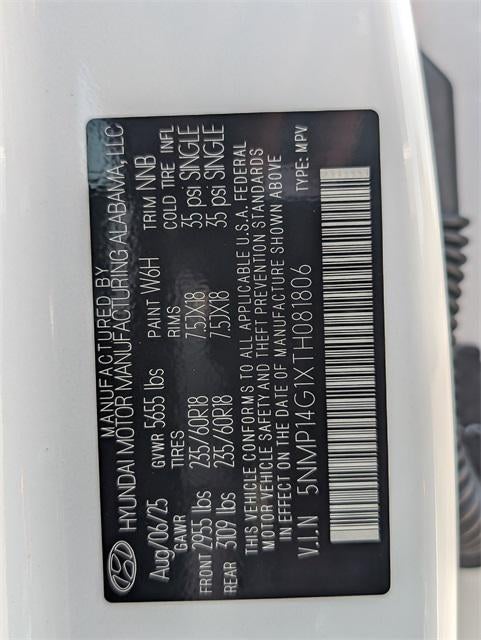 MANUFACTURED BY
HYUNDAI MOTOR MANUFACTURING ALABAMA, LLC
Aug/06/25 GVWR 5655 lbs PAINT W6H TRIM NNB
GAWR TIRES RIMS COLD TIRE INFL
FRONT 2955 lbs 235/60R18 7.5JX18 35 psi SINGLE
REAR 3109 lbs 235/60R18 7.5JX18 35 psi SINGLE
THIS VEHICLE CONFORMS TO ALL APPLICABLE U.S.A. FEDERAL
MOTOR VEHICLE SAFETY AND THEFT PREVENTION STANDARDS
IN EFFECT ON THE DATE OF MANUFACTURE SHOWN ABOVE
V.I.N 5NMP14G1XTH081806 TYPE: MPV